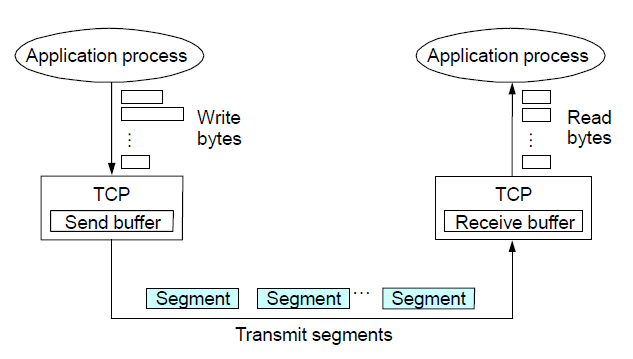 Application process
Application process
Write
bytes
⋮
Read
bytes
⋮
TCP
Send buffer
TCP
Receive buffer
Segment
Segment
...
Segment
Transmit segments